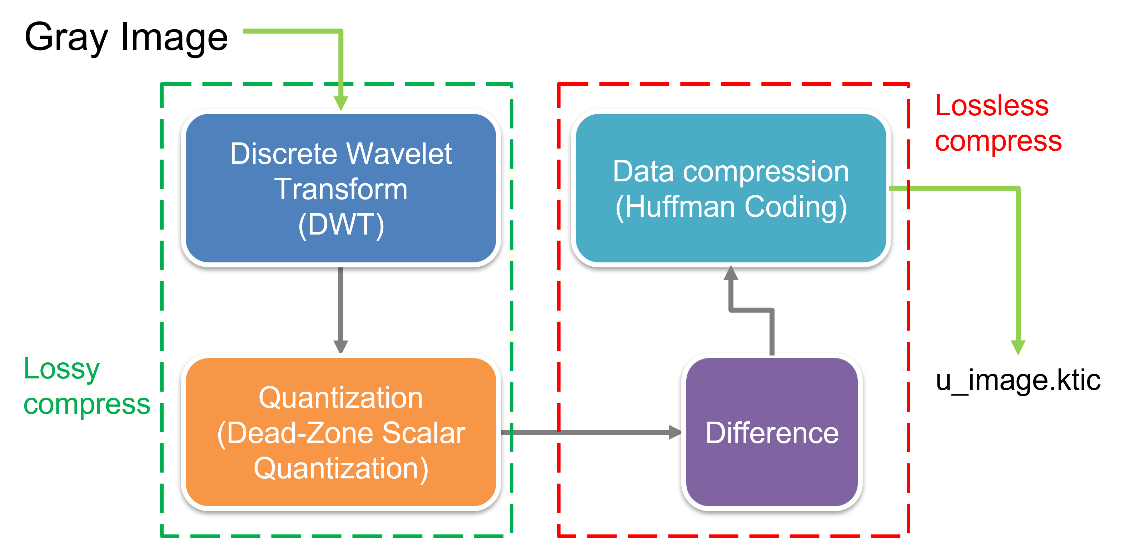 Gray Image
Discrete Wavelet
Transform
(DWT)
Lossy
compress
Quantization
(Dead-Zone Scalar
Quantization)
Difference
Data compression
(Huffman Coding)
Lossless
compress
u_image.ktic